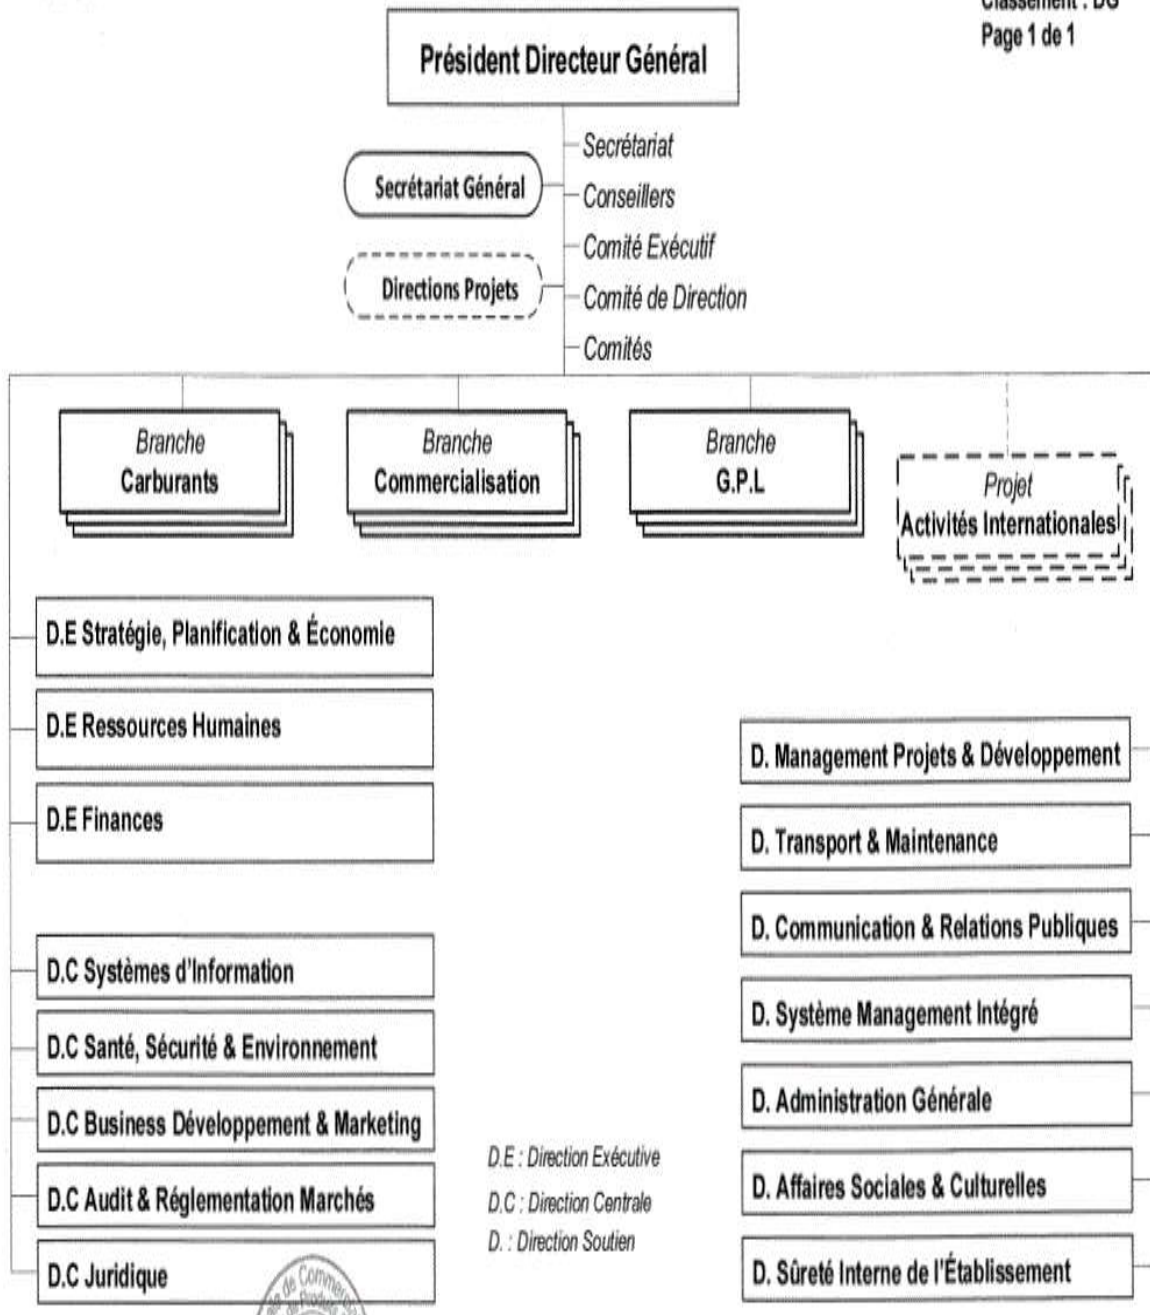 Classement : DG
Page 1 de 1
Président Directeur Général
Secrétariat
Secrétariat Général
Conseillers
Comité Exécutif
Directions Projets
Comité de Direction
Comités
Branche
Carburants
Branche
Commercialisation
Branche
G.P.L
Projet
Activités Internationales
D.E Stratégie, Planification & Économie
D.E Ressources Humaines
D.E Finances
D.C Systèmes d'Information
D.C Santé, Sécurité & Environnement
D.C Business Développement & Marketing
D.C Audit & Réglementation Marchés
D.C Juridique
D.E : Direction Exécutive
D.C : Direction Centrale
D. : Direction Soutien
D. Management Projets & Développement
D. Transport & Maintenance
D. Communication & Relations Publiques
D. Système Management Intégré
D. Administration Générale
D. Affaires Sociales & Culturelles
D. Sûreté Interne de l'Établissement